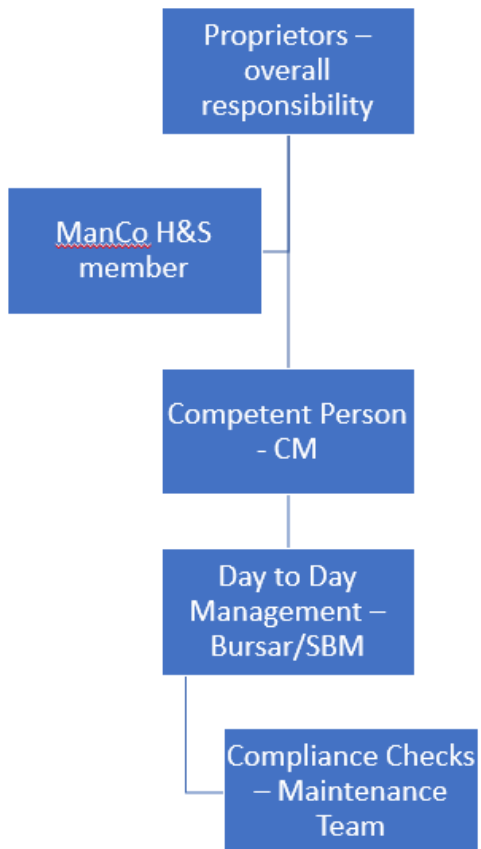 Proprietors –
overall
responsibility
ManCo H&S
member
Competent Person
- CM
Day to Day
Management –
Bursar/SBM
Compliance Checks
– Maintenance
Team